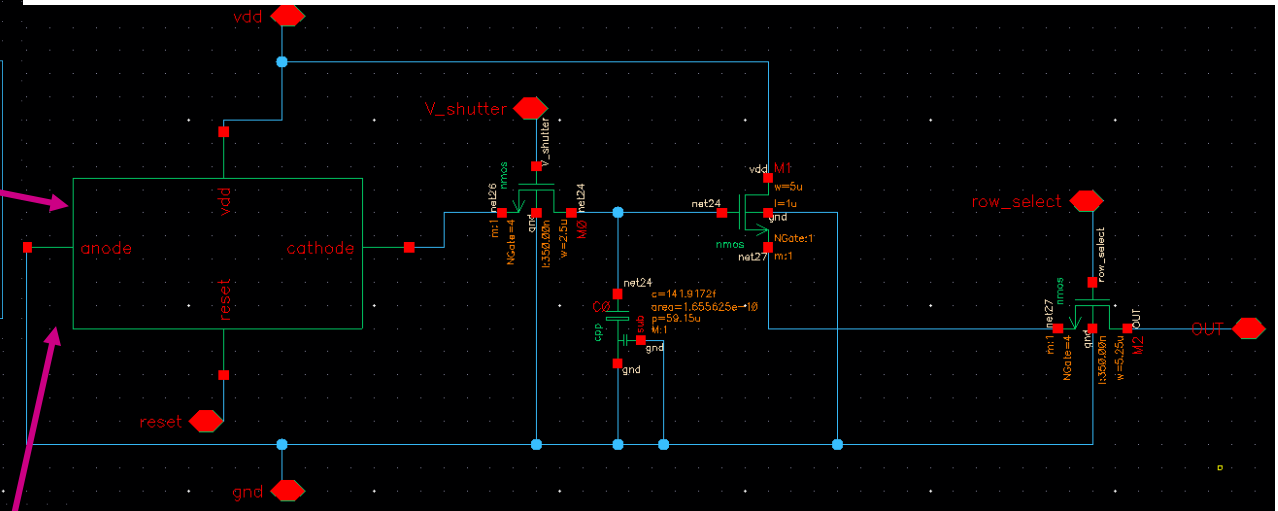 vdd
V_shutter
V_shutter
nmos
net26
net24
gnd
m:1
NGate=4
l:350.00n
w=2.5u
M0
vdd
anode
cathode
reset
reset
gnd
net24
C0
cpp
sub
c=141.9172f
area=1.655625e-10
p=59.15u
M:1
gnd
gnd
vdd
M1
w=5u
l=1u
net24
gnd
nmos
NGate:1
net27
m:1
row_select
row_select
nmos
net27
gnd
OUT
m:1
NGate=4
l:350.00n
w=5.25u
M2
OUT